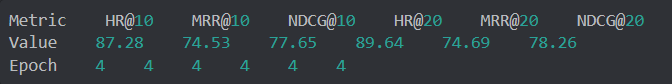 Metric HR@10 MRR@10 NDCG@10 HR@20 MRR@20 NDCG@20
Value 87.28 74.53 77.65 89.64 74.69 78.26
Epoch 4 4 4 4 4 4